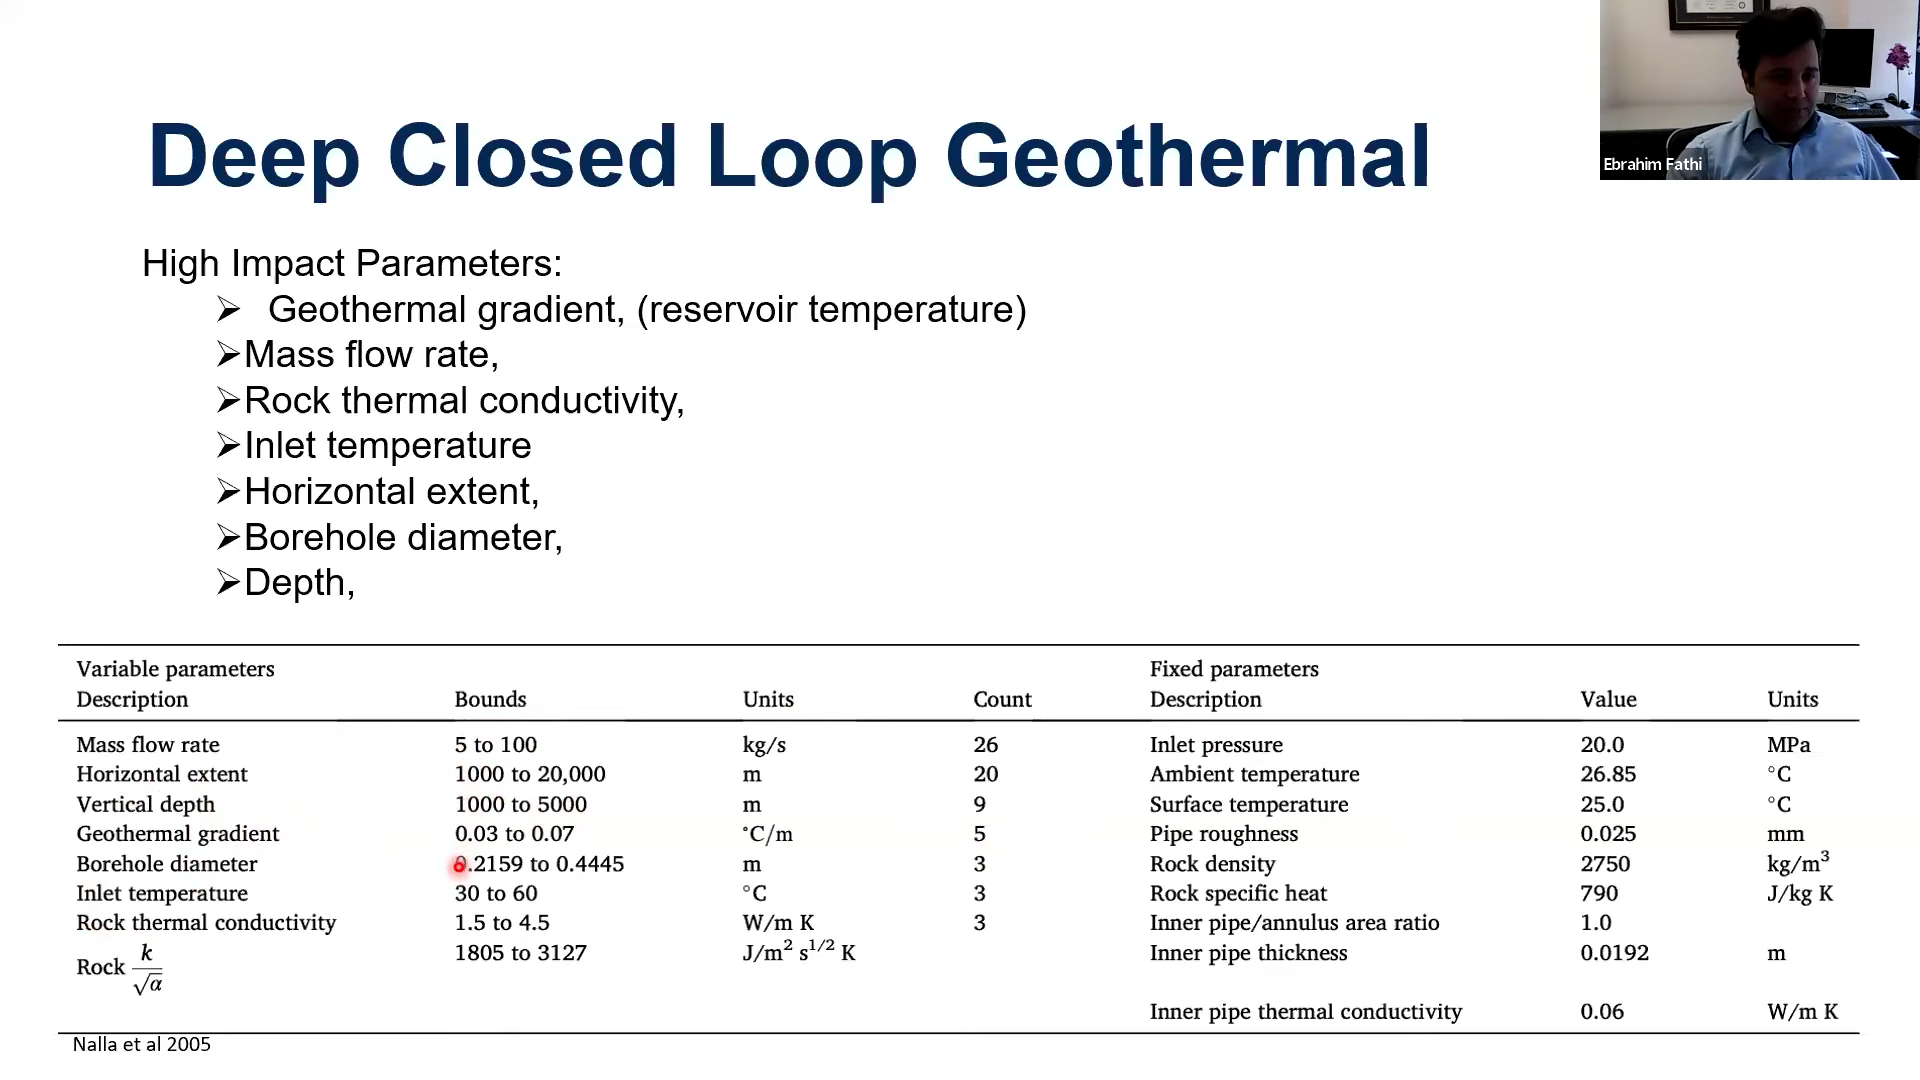 Deep Closed Loop Geothermal
Ebrahim Fathi
High Impact Parameters:
➢ Geothermal gradient, (reservoir temperature)
➢Mass flow rate,
➢Rock thermal conductivity,
➢Inlet temperature
➢Horizontal extent,
➢Borehole diameter,
➢Depth,
Variable parameters Fixed parameters
Description Bounds Units Count Description Value Units
Mass flow rate 5 to 100 kg/s 26 Inlet pressure 20.0 MPa
Horizontal extent 1000 to 20,000 m 20 Ambient temperature 26.85 °C
Vertical depth 1000 to 5000 m 9 Surface temperature 25.0 °C
Geothermal gradient 0.03 to 0.07 °C/m 5 Pipe roughness 0.025 mm
Borehole diameter 0.2159 to 0.4445 m 3 Rock density 2750 kg/m³
Inlet temperature 30 to 60 °C 3 Rock specific heat 790 J/kg K
Rock thermal conductivity 1.5 to 4.5 W/m K 3 Inner pipe/annulus area ratio 1.0
Rock k/√α 1805 to 3127 J/m² s^1/2 K Inner pipe thickness 0.0192 m
Inner pipe thermal conductivity 0.06 W/m K
Nalla et al 2005